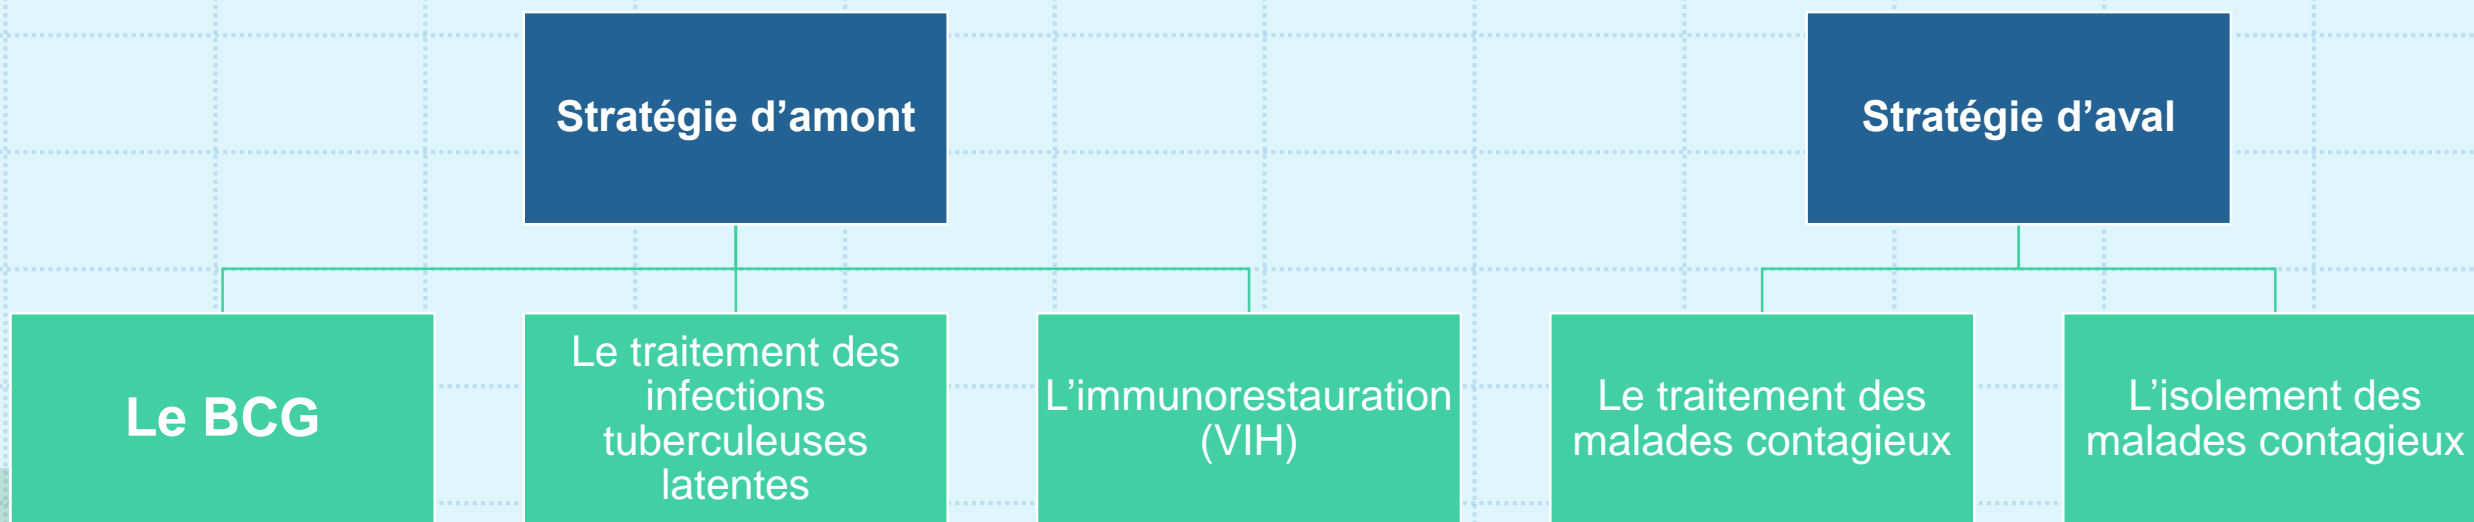 Stratégie d’amont
Stratégie d’aval
Le BCG
Le traitement des
infections
tuberculeuses
latentes
L’immunorestauration
(VIH)
Le traitement des
malades contagieux
L’isolement des
malades contagieux